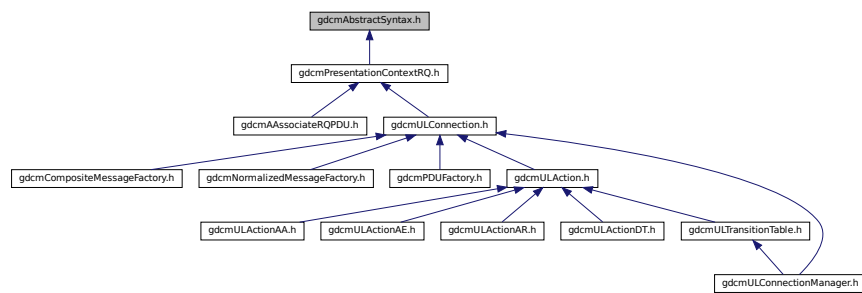 gdcmAbstractSyntax.h
gdcmPresentationContextRQ.h
gdcmAAssociateRQPDU.h
gdcmULConnection.h
gdcmCompositeMessageFactory.h
gdcmNormalizedMessageFactory.h
gdcmPDUFactory.h
gdcmULAction.h
gdcmULActionAA.h
gdcmULActionAE.h
gdcmULActionAR.h
gdcmULActionDT.h
gdcmULTransitionTable.h
gdcmULConnectionManager.h